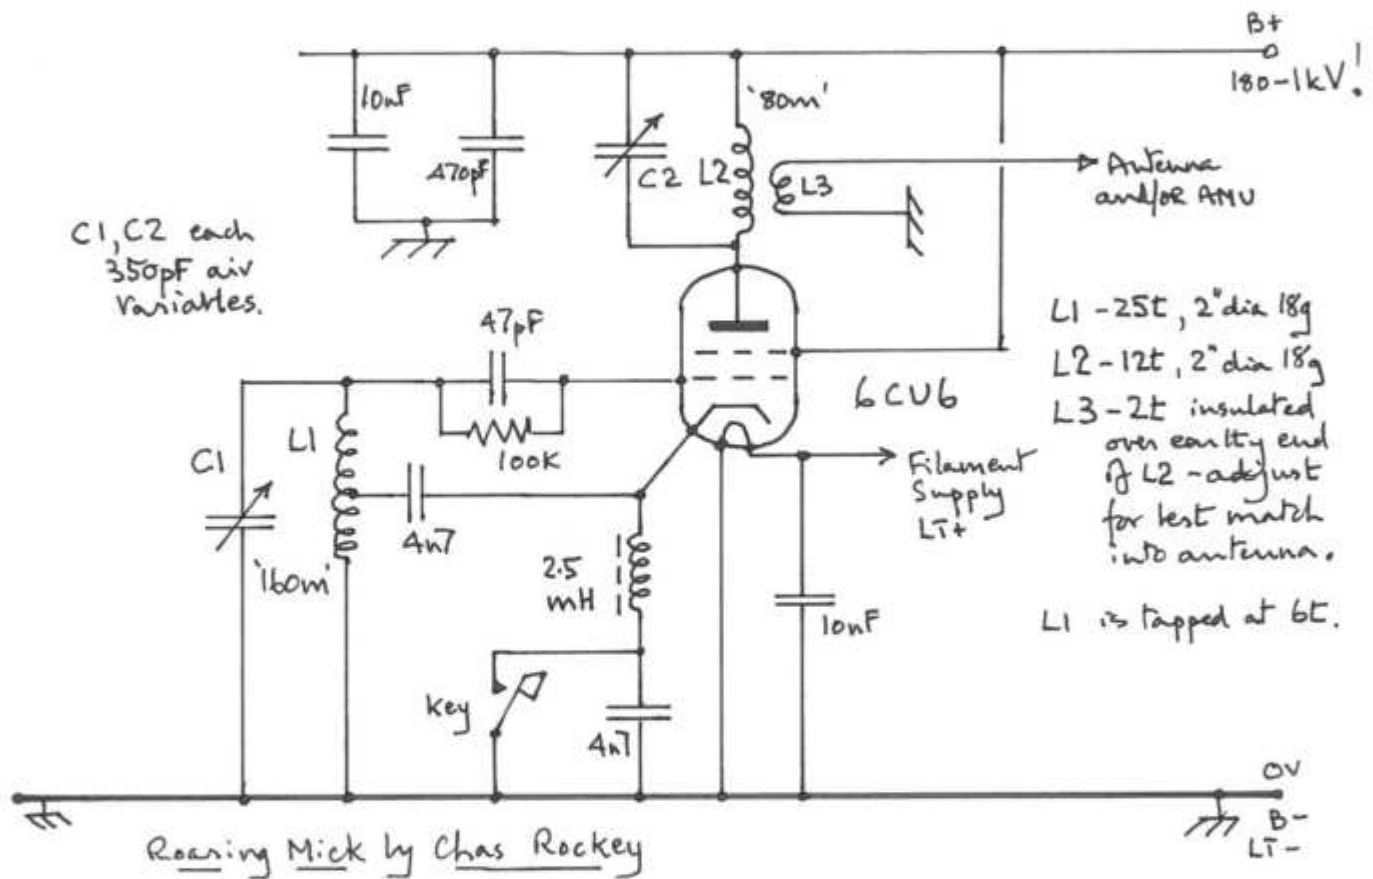 B+
180-1kV!
10nF
470pF
C2
'80m'
L2
L3
Antenna
and/OR AMU
C1, C2 each
350pF air
variables.
47pF
100K
L1
C1
'160m'
4n7
6CU6
Filament
Supply
LT+
L1 - 25t, 2" dia 18g
L2 - 12t, 2" dia 18g
L3 - 2t insulated
over earthy end
of L2 - adjust
for best match
into antenna.
L1 is tapped at 6t.
2.5
mH
10nF
Key
4n7
0V
B-
LT-
Roaring Mick by Chas Rockey